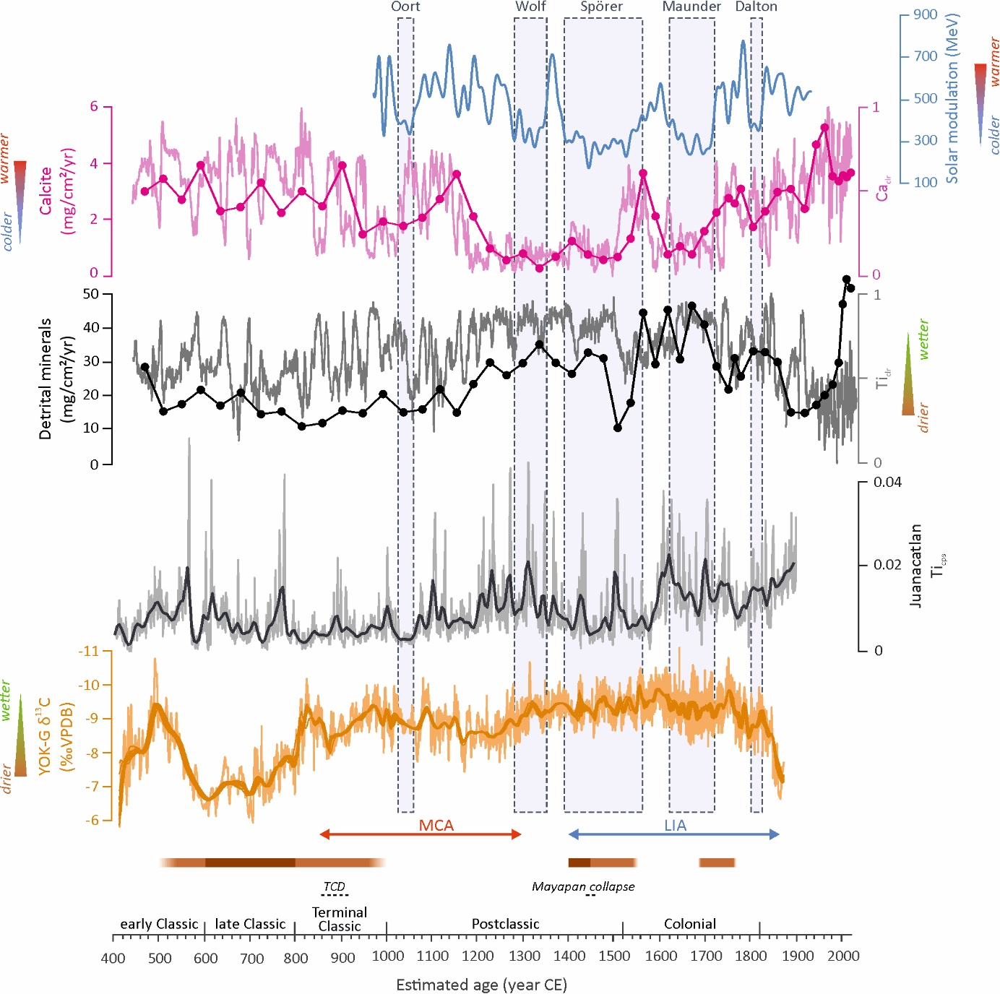 Oort Wolf Spörer Maunder Dalton
900
700
500
300
100
Solar modulation (MeV)
warmer
colder
warmer
colder
6
4
2
0
Calcite
(mg/cm²/yr)
1
0
Ca clr
50
40
30
20
10
0
Detrital minerals
(mg/cm²/yr)
1
0
Ti clr
wetter
drier
0.04
0.02
0
Juanacatlan
Ti cps
-11
-10
-9
-8
-7
-6
YOK-G δ¹³C
(‰VPDB)
wetter
drier
MCA LIA
TCD Mayapan collapse
early Classic late Classic Terminal Classic Postclassic Colonial
400 500 600 700 800 900 1000 1100 1200 1300 1400 1500 1600 1700 1800 1900 2000
Estimated age (year CE)